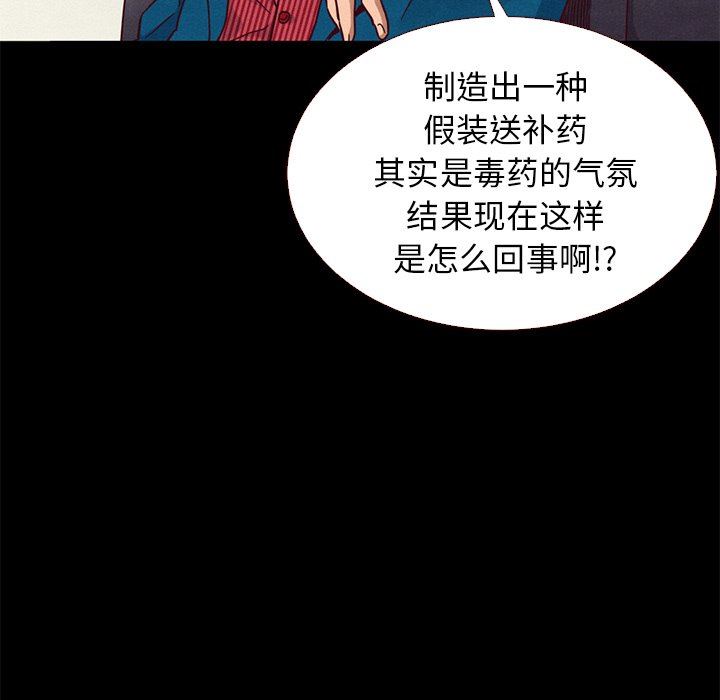 制造出一种
假装送补药
其实是毒药的气氛
结果现在这样
是怎么回事啊!?